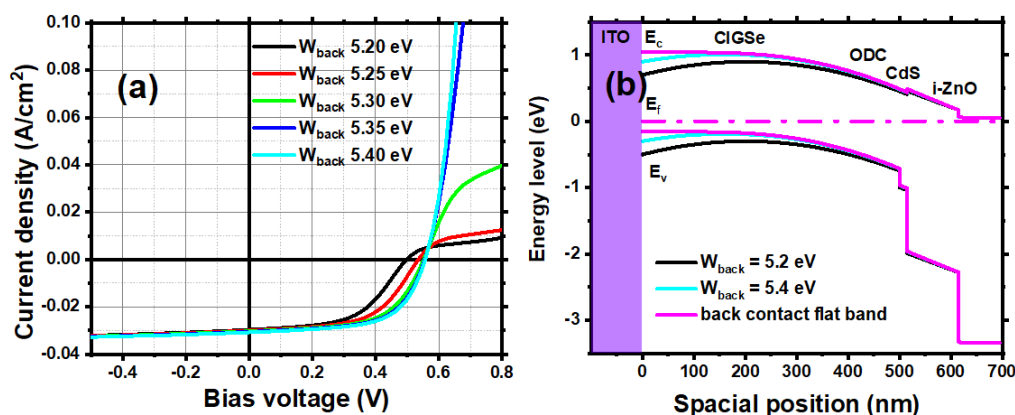 (a)
W_back 5.20 eV
W_back 5.25 eV
W_back 5.30 eV
W_back 5.35 eV
W_back 5.40 eV
Current density (A/cm²)
0.10
0.08
0.06
0.04
0.02
0.00
-0.02
-0.04
-0.4 -0.2 0.0 0.2 0.4 0.6 0.8
Bias voltage (V)
(b)
ITO
E_c
CIGSe
ODC
CdS
i-ZnO
E_f
E_v
W_back = 5.2 eV
W_back = 5.4 eV
back contact flat band
Energy level (eV)
1
0
-1
-2
-3
0 100 200 300 400 500 600 700
Spacial position (nm)